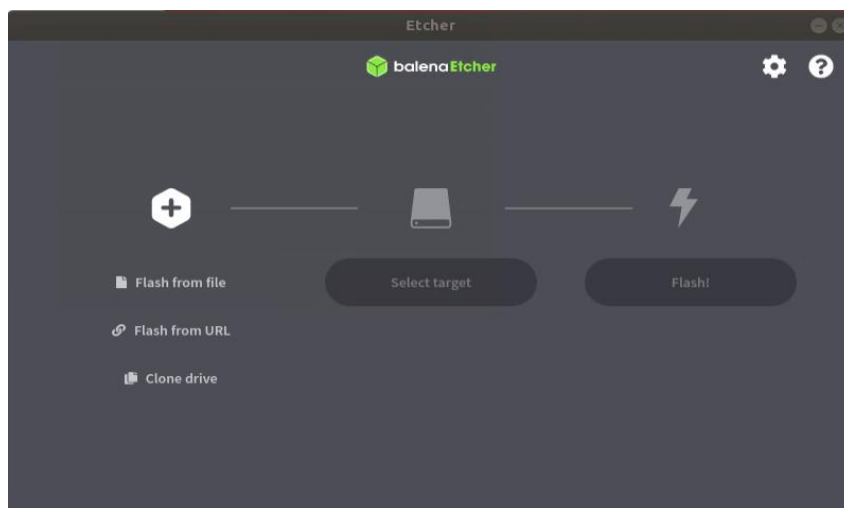 Etcher
balenaEtcher
Flash from file
Select target
Flash!
Flash from URL
Clone drive